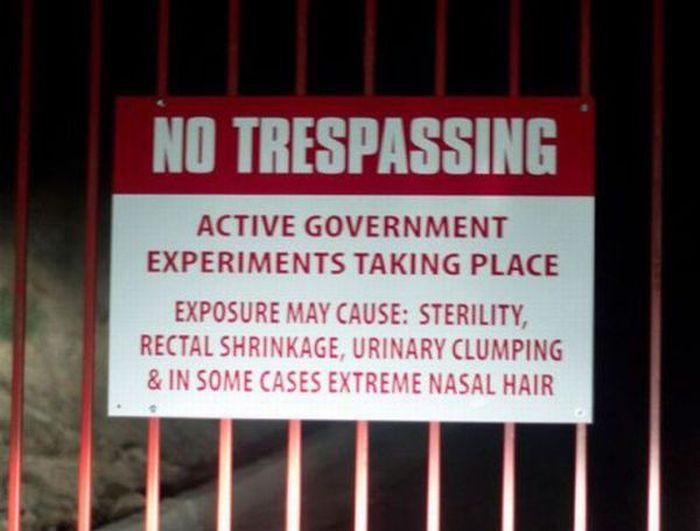 NO TRESPASSING
ACTIVE GOVERNMENT
EXPERIMENTS TAKING PLACE
EXPOSURE MAY CAUSE: STERILITY,
RECTAL SHRINKAGE, URINARY CLUMPING
& IN SOME CASES EXTREME NASAL HAIR